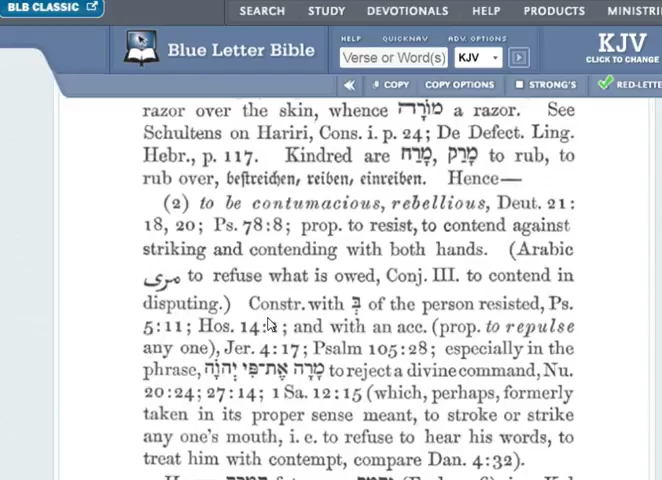 BLB CLASSIC
SEARCH STUDY DEVOTIONALS HELP PRODUCTS MINISTRI
HELP QUICKNAV ADV. OPTIONS
Blue Letter Bible
Verse or Word(s) KJV
KJV
CLICK TO CHANGE
COPY COPY OPTIONS STRONG'S RED-LETTE
razor over the skin, whence מוֹרָה a razor. See
Schultens on Hariri, Cons. i. p. 24; De Defect. Ling.
Hebr., p. 117. Kindred are מָרַק, מָרַח to rub, to
rub over, bestreichen, reiben, einreiben. Hence—
(2) to be contumacious, rebellious, Deut. 21:
18, 20; Ps. 78:8; prop. to resist, to contend against
striking and contending with both hands. (Arabic
مرى to refuse what is owed, Conj. III. to contend in
disputing.) Constr. with בְּ of the person resisted, Ps.
5:11; Hos. 14: ; and with an acc. (prop. to repulse
any one), Jer. 4:17; Psalm 105:28; especially in the
phrase, מָרָה אֶת־פִּי יְהוָֹה to reject a divine command, Nu.
20:24; 27:14; 1 Sa. 12:15 (which, perhaps, formerly
taken in its proper sense meant, to stroke or strike
any one's mouth, i. e. to refuse to hear his words, to
treat him with contempt, compare Dan. 4:32).